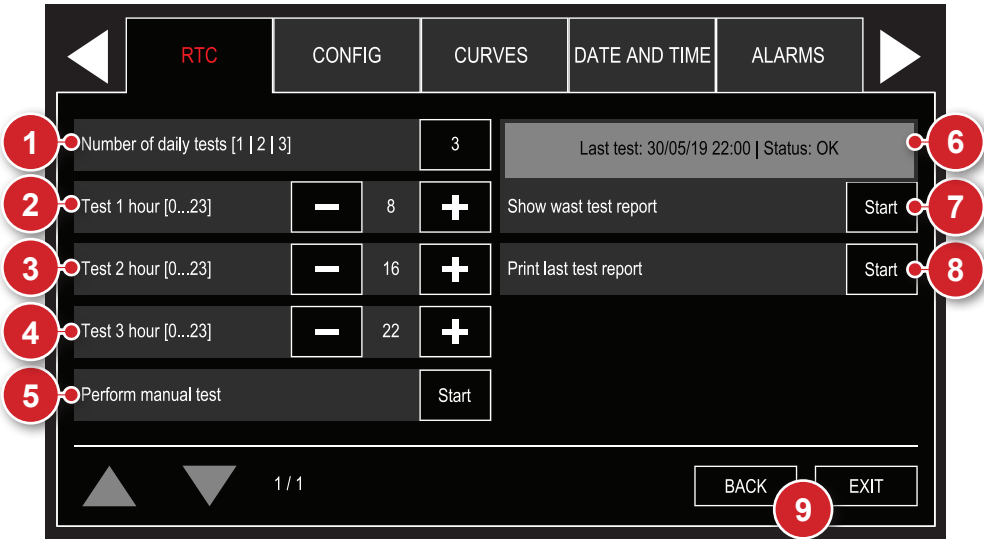 RTC
CONFIG
CURVES
DATE AND TIME
ALARMS
1
Number of daily tests [1 | 2 | 3]
3
2
Test 1 hour [0...23]
8
3
Test 2 hour [0...23]
16
4
Test 3 hour [0...23]
22
5
Perform manual test
Start
Last test: 30/05/19 22:00 | Status: OK
6
Show wast test report
Start
7
Print last test report
Start
8
1 / 1
BACK
EXIT
9